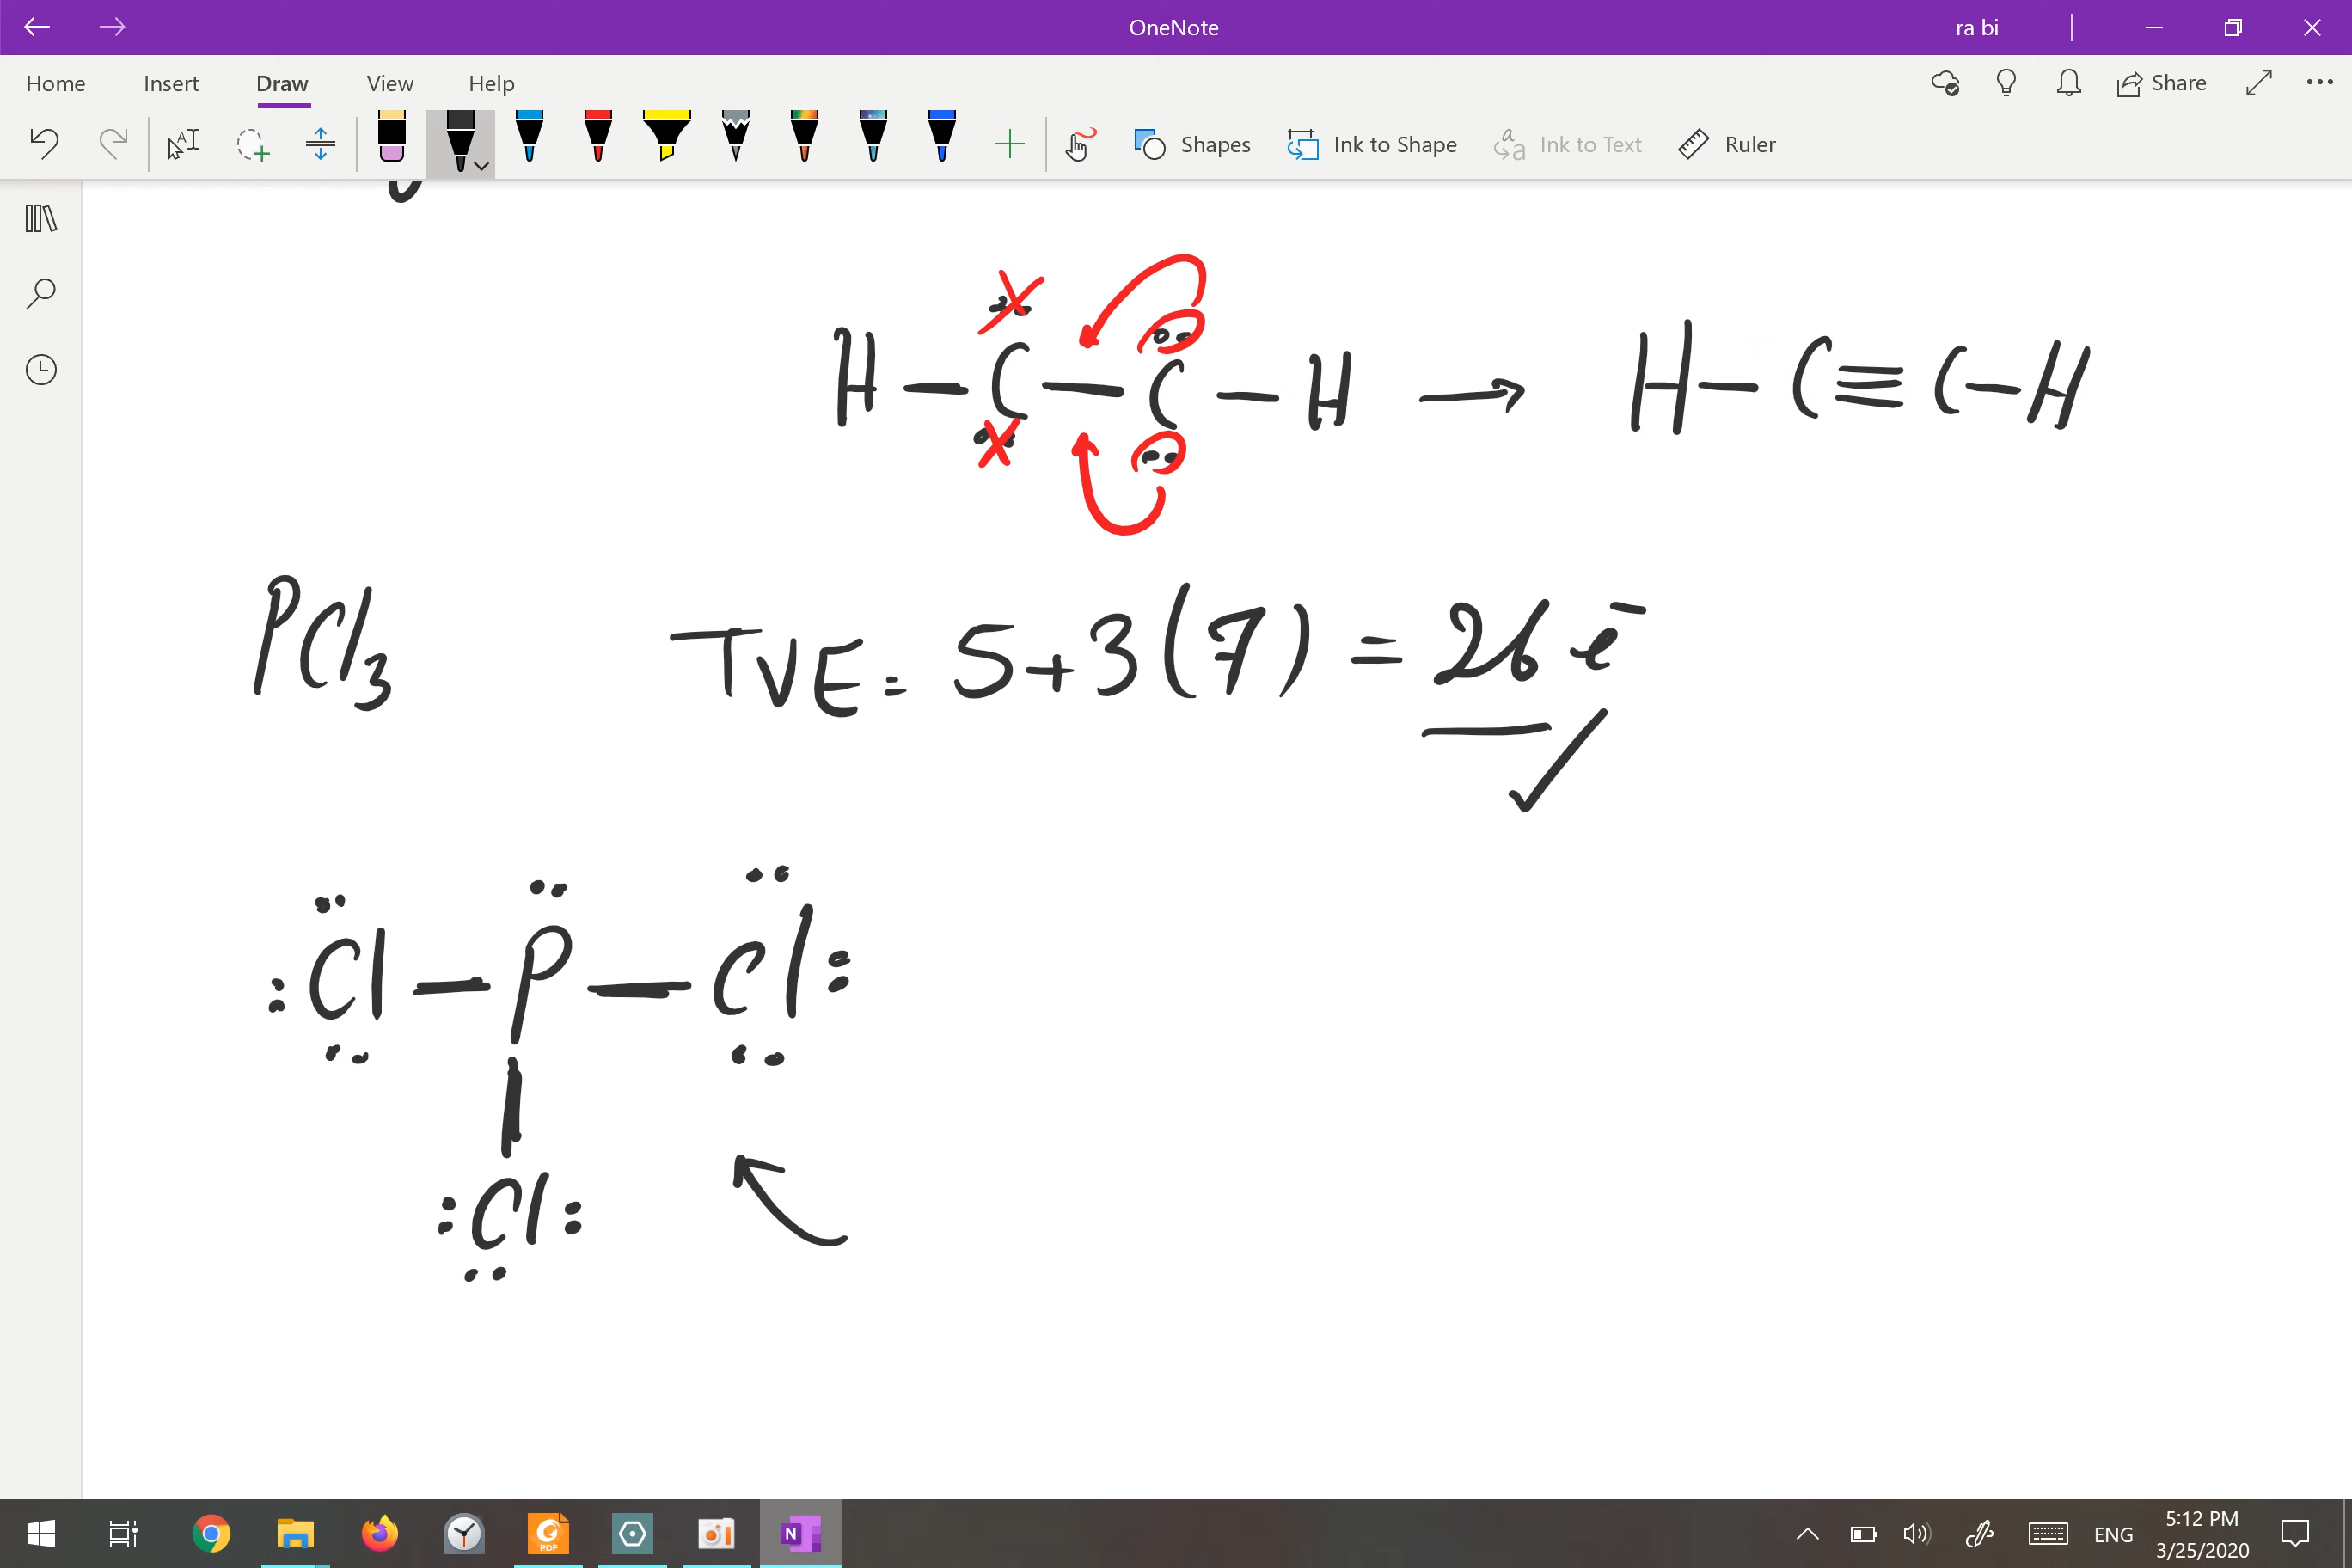 OneNote
ra bi
Home Insert Draw View Help
Share
Shapes Ink to Shape Ink to Text Ruler
H – C – C – H → H – C ≡ C – H
PCl₃ TVE = 5+3(7) = 26 e⁻
:Cl – P – Cl:
:Cl:
ENG
5:12 PM
3/25/2020